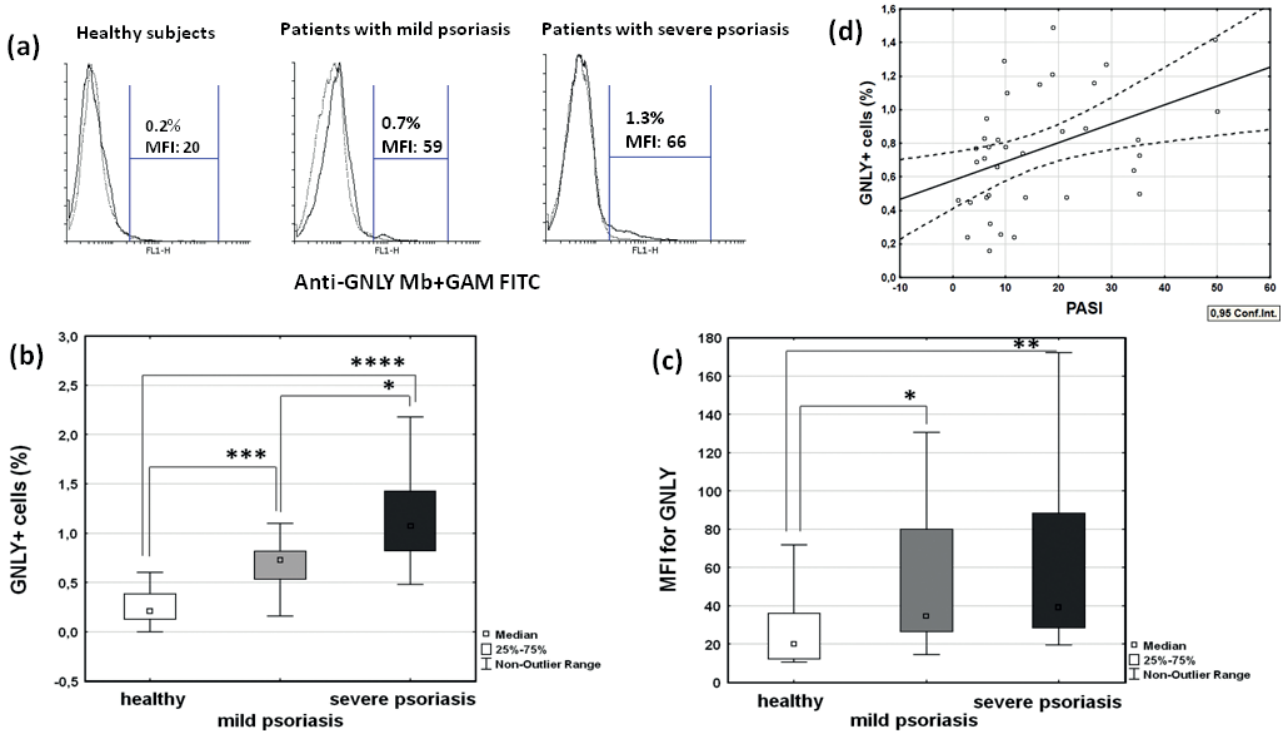 (a)
Healthy subjects
Patients with mild psoriasis
Patients with severe psoriasis
0.2%
MFI: 20
0.7%
MFI: 59
1.3%
MFI: 66
FL1-H
FL1-H
FL1-H
Anti-GNLY Mb+GAM FITC
(d)
GNLY+ cells (%)
1,6
1,4
1,2
1,0
0,8
0,6
0,4
0,2
0,0
-10 0 10 20 30 40 50 60
PASI
0,95 Conf.Int.
(b)
GNLY+ cells (%)
3,0
2,5
2,0
1,5
1,0
0,5
0,0
-0,5
****
*
***
Median
25%-75%
Non-Outlier Range
healthy
mild psoriasis
severe psoriasis
(c)
MFI for GNLY
180
160
140
120
100
80
60
40
20
0
**
*
Median
25%-75%
Non-Outlier Range
healthy
mild psoriasis
severe psoriasis